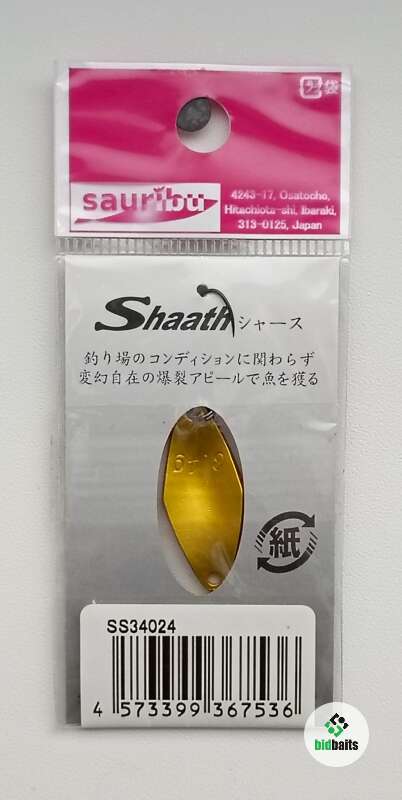 袋
sauribu
4243-17, Osatocho,
Hitachiota-shi, Ibaraki,
313-0125, Japan
Shaath シャース
釣り場のコンディションに関わらず
変幻自在の爆裂アピールで魚を獲る
紙
SS34024
4 573399 367536
bidbaits